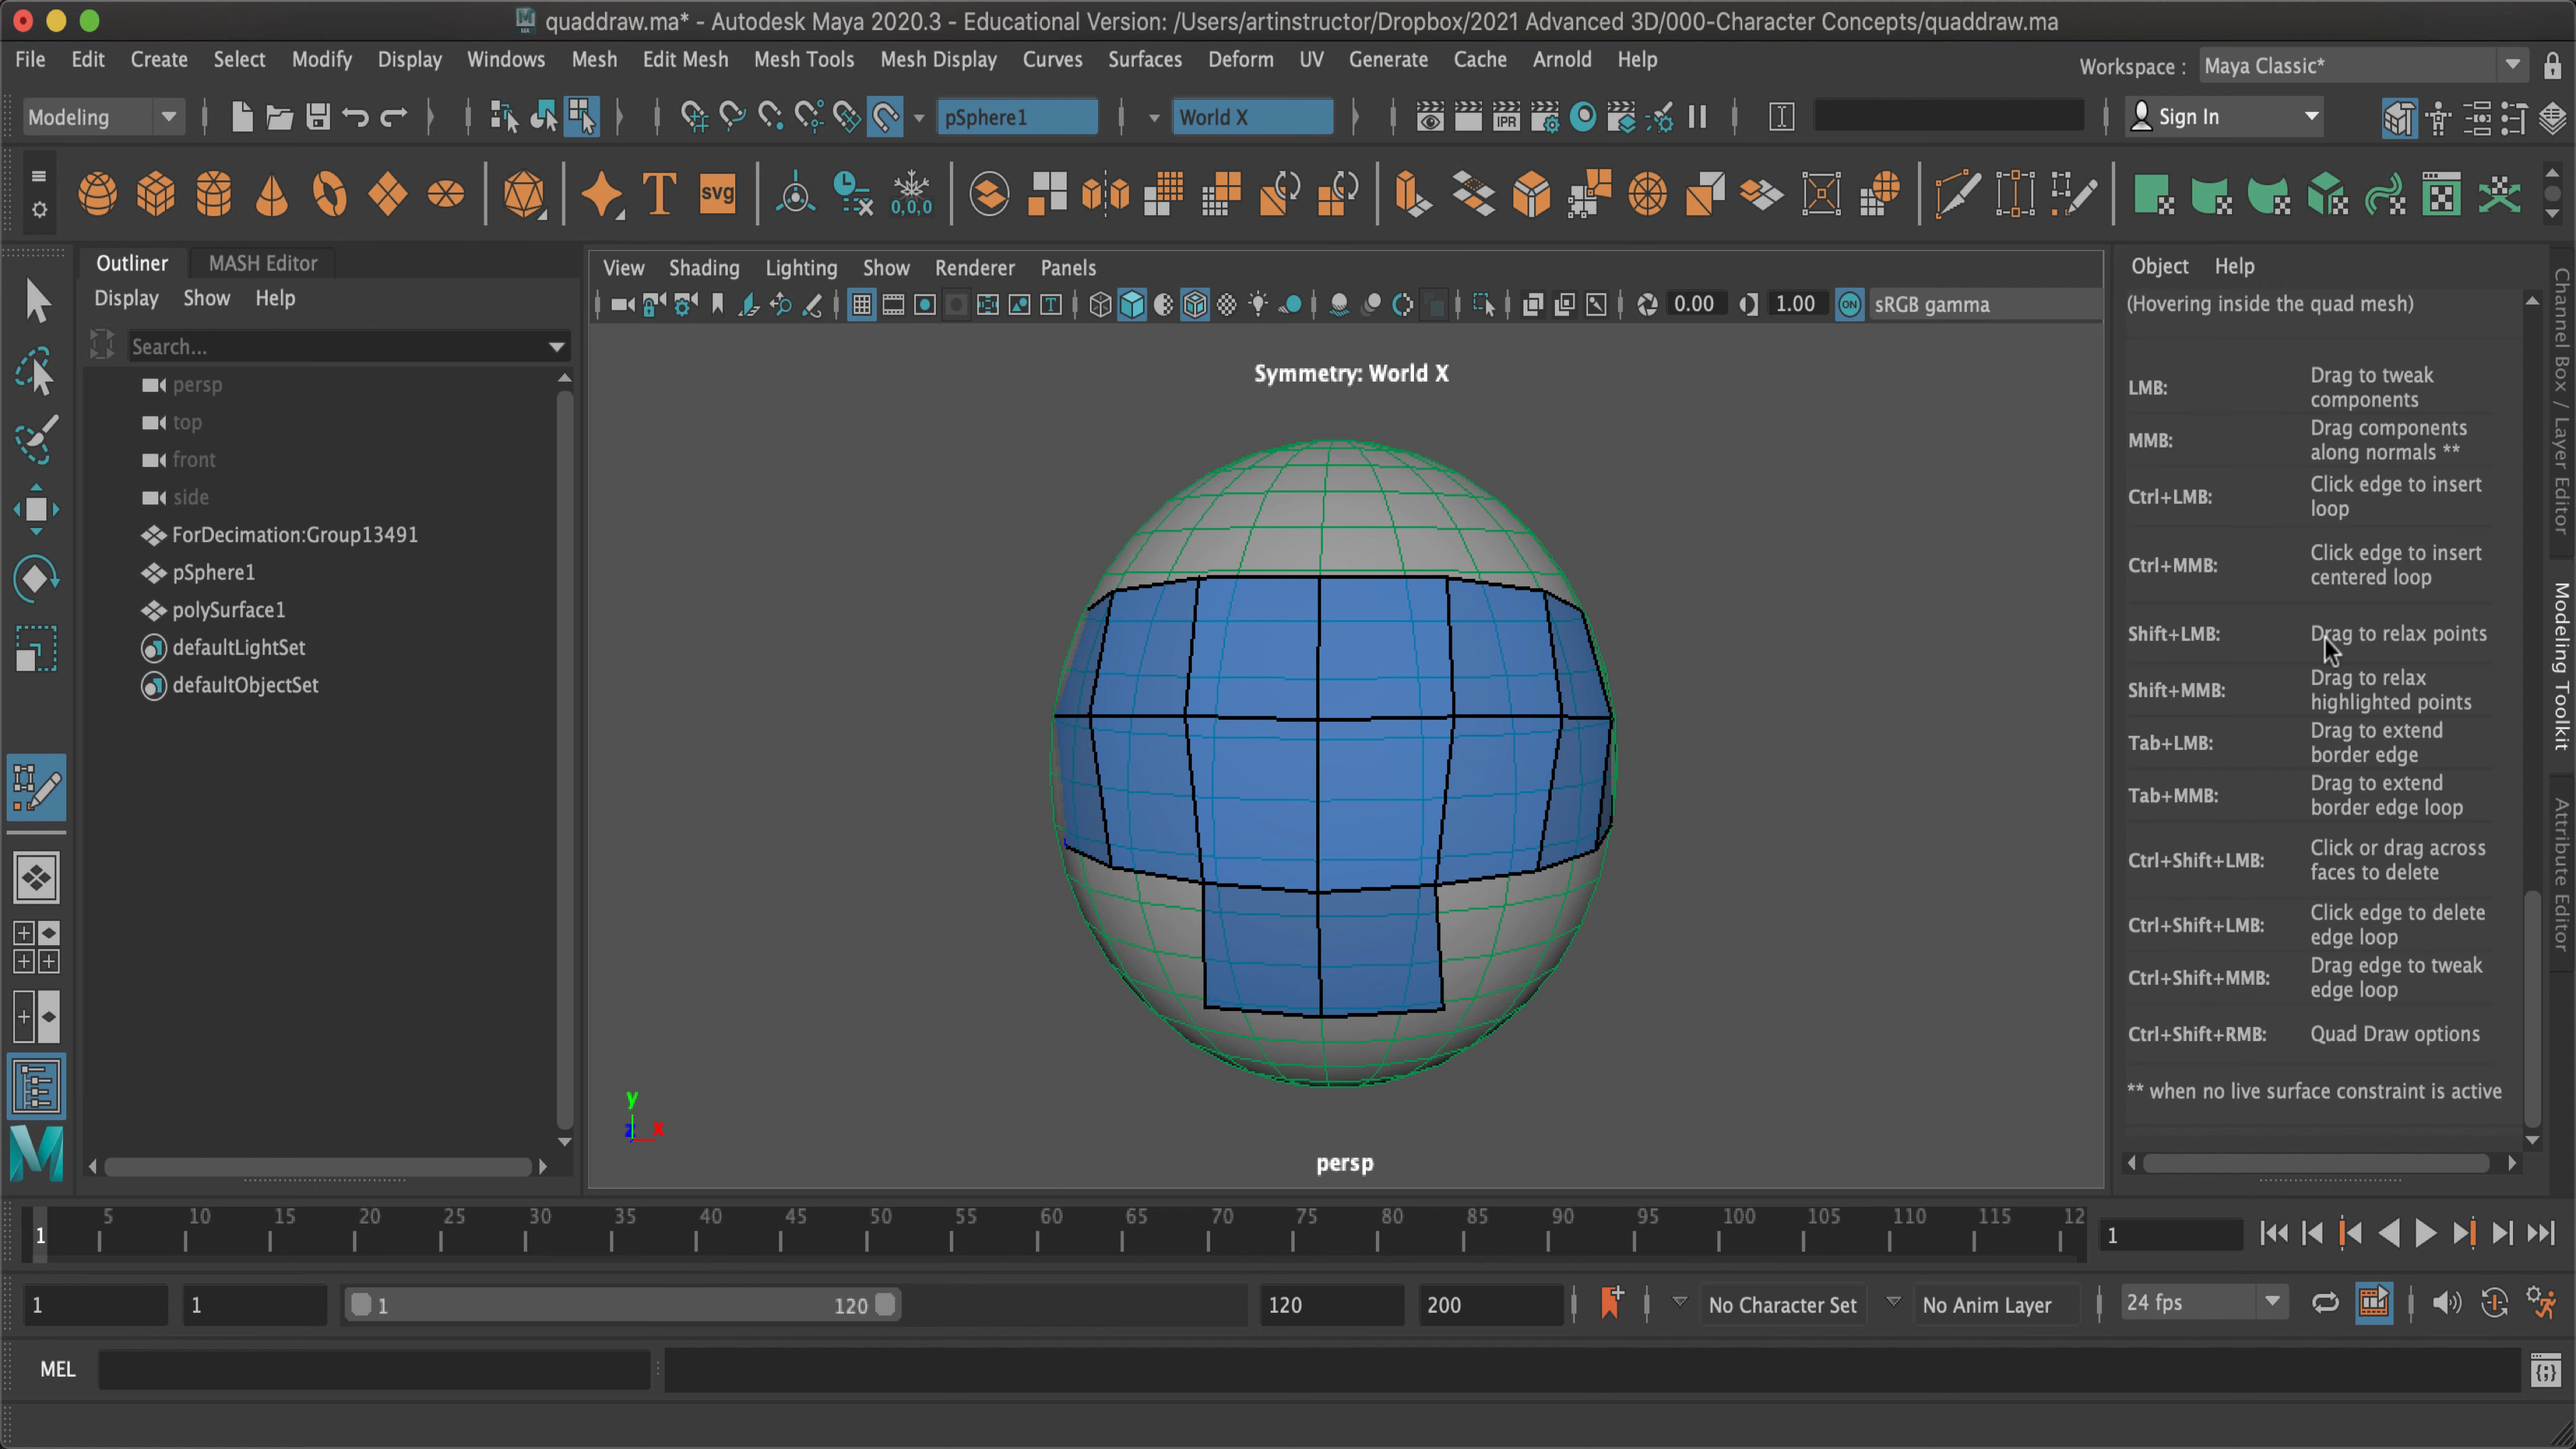 quaddraw.ma* - Autodesk Maya 2020.3 - Educational Version: /Users/artinstructor/Dropbox/2021 Advanced 3D/000-Character Concepts/quaddraw.ma
File Edit Create Select Modify Display Windows Mesh Edit Mesh Mesh Tools Mesh Display Curves Surfaces Deform UV Generate Cache Arnold Help
Workspace : Maya Classic*
Modeling
pSphere1
World X
IPR
Sign In
T
svg
0,0,0
Outliner MASH Editor
Display Show Help
Search...
persp
top
front
side
ForDecimation:Group13491
pSphere1
polySurface1
defaultLightSet
defaultObjectSet
View Shading Lighting Show Renderer Panels
0.00 1.00 ON sRGB gamma
Symmetry: World X
y
z x
persp
Object Help
(Hovering inside the quad mesh)
LMB: Drag to tweak
components
MMB: Drag components
along normals **
Ctrl+LMB: Click edge to insert
loop
Ctrl+MMB: Click edge to insert
centered loop
Shift+LMB: Drag to relax points
Shift+MMB: Drag to relax
highlighted points
Tab+LMB: Drag to extend
border edge
Tab+MMB: Drag to extend
border edge loop
Ctrl+Shift+LMB: Click or drag across
faces to delete
Ctrl+Shift+LMB: Click edge to delete
edge loop
Ctrl+Shift+MMB: Drag edge to tweak
edge loop
Ctrl+Shift+RMB: Quad Draw options
** when no live surface constraint is active
Channel Box / Layer Editor
Modeling Toolkit
Attribute Editor
1 5 10 15 20 25 30 35 40 45 50 55 60 65 70 75 80 85 90 95 100 105 110 115 12
1
1 1 1 120 120 200 No Character Set No Anim Layer 24 fps
MEL